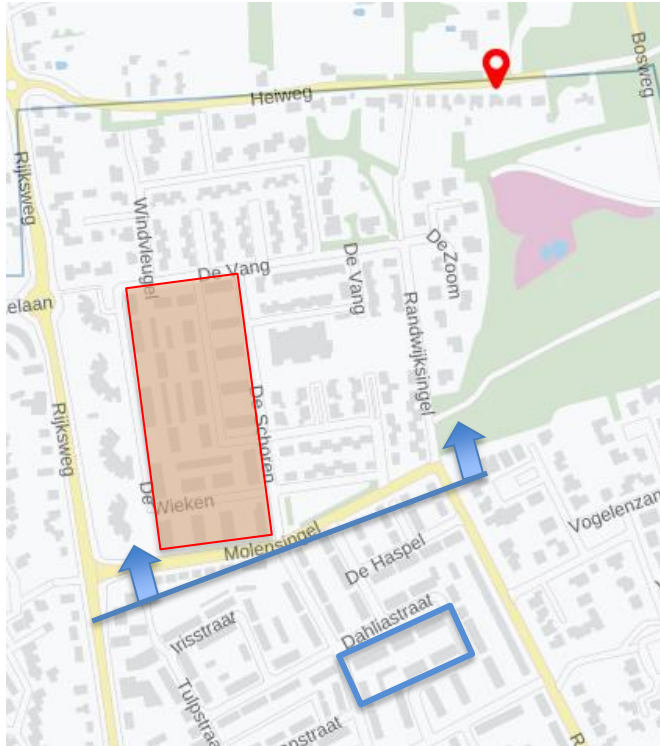 Bosweg
Heiweg
Rijksweg
Windvleugel
De Vang
De Vang
De Zoom
elaan
Randwijksingel
Rijksweg
De Schoren
De Wieken
Molensingel
Vogelenzan
De Haspel
Dahliastraat
Irisstraat
Tulpstraa
nstraat
R